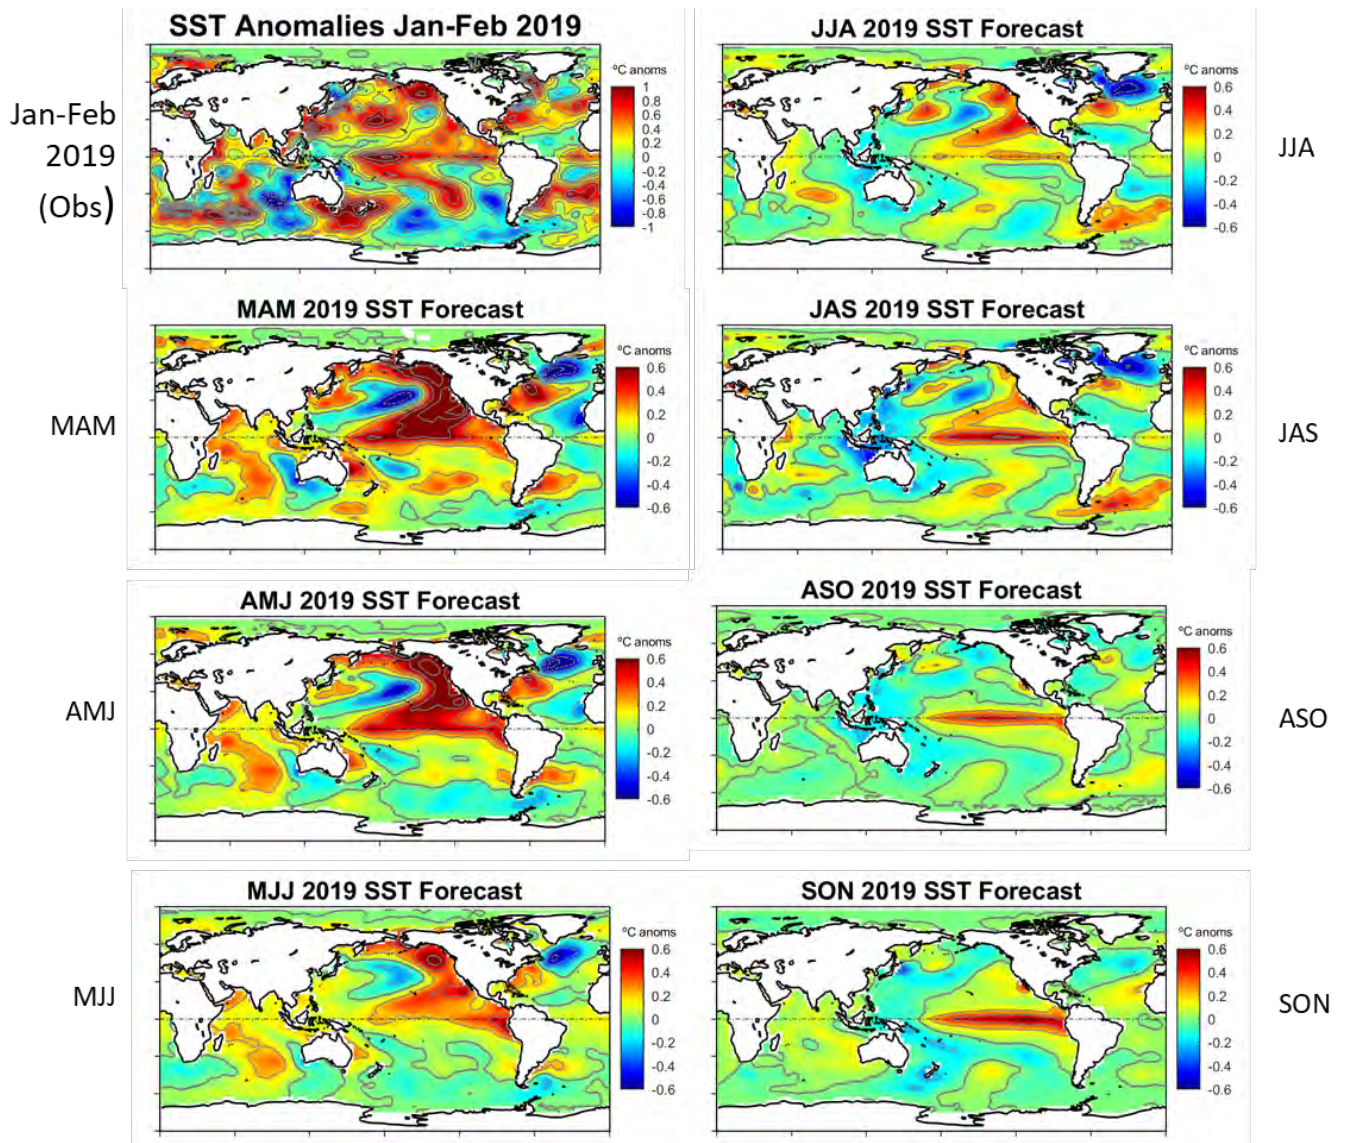 SST Anomalies Jan-Feb 2019
JJA 2019 SST Forecast
Jan-Feb
2019
(Obs)
°C anoms
1
0.8
0.6
0.4
0.2
0
-0.2
-0.4
-0.6
-0.8
-1
°C anoms
0.6
0.4
0.2
0
-0.2
-0.4
-0.6
JJA
MAM 2019 SST Forecast
JAS 2019 SST Forecast
MAM
°C anoms
0.6
0.4
0.2
0
-0.2
-0.4
-0.6
°C anoms
0.6
0.4
0.2
0
-0.2
-0.4
-0.6
JAS
AMJ 2019 SST Forecast
ASO 2019 SST Forecast
AMJ
°C anoms
0.6
0.4
0.2
0
-0.2
-0.4
-0.6
°C anoms
0.6
0.4
0.2
0
-0.2
-0.4
-0.6
ASO
MJJ 2019 SST Forecast
SON 2019 SST Forecast
MJJ
°C anoms
0.6
0.4
0.2
0
-0.2
-0.4
-0.6
°C anoms
0.6
0.4
0.2
0
-0.2
-0.4
-0.6
SON